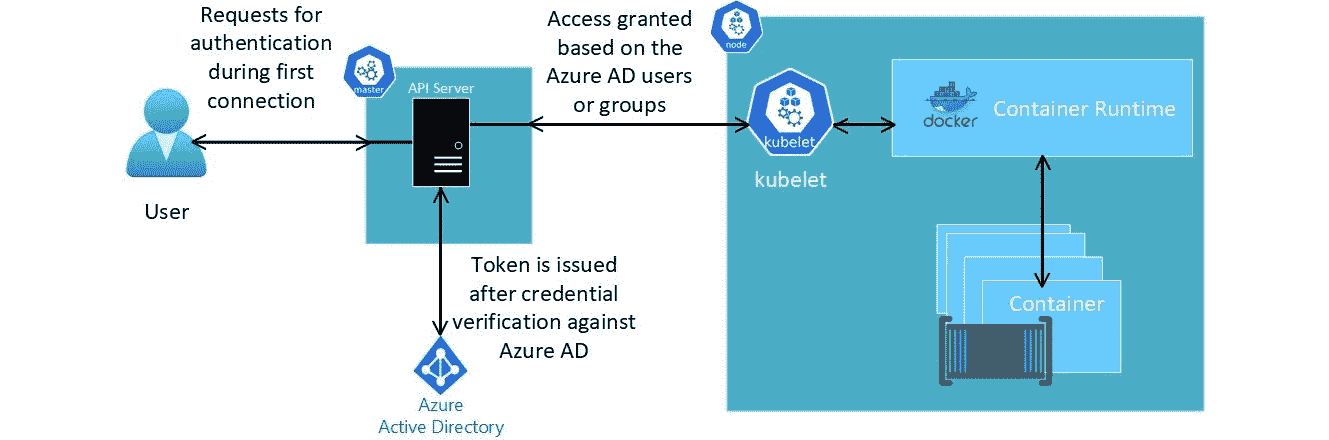 Requests for
authentication
during first
connection
User
master
API Server
Token is issued
after credential
verification against
Azure AD
Azure
Active Directory
Access granted
based on the
Azure AD users
or groups
node
kubelet
kubelet
docker
Container Runtime
Container